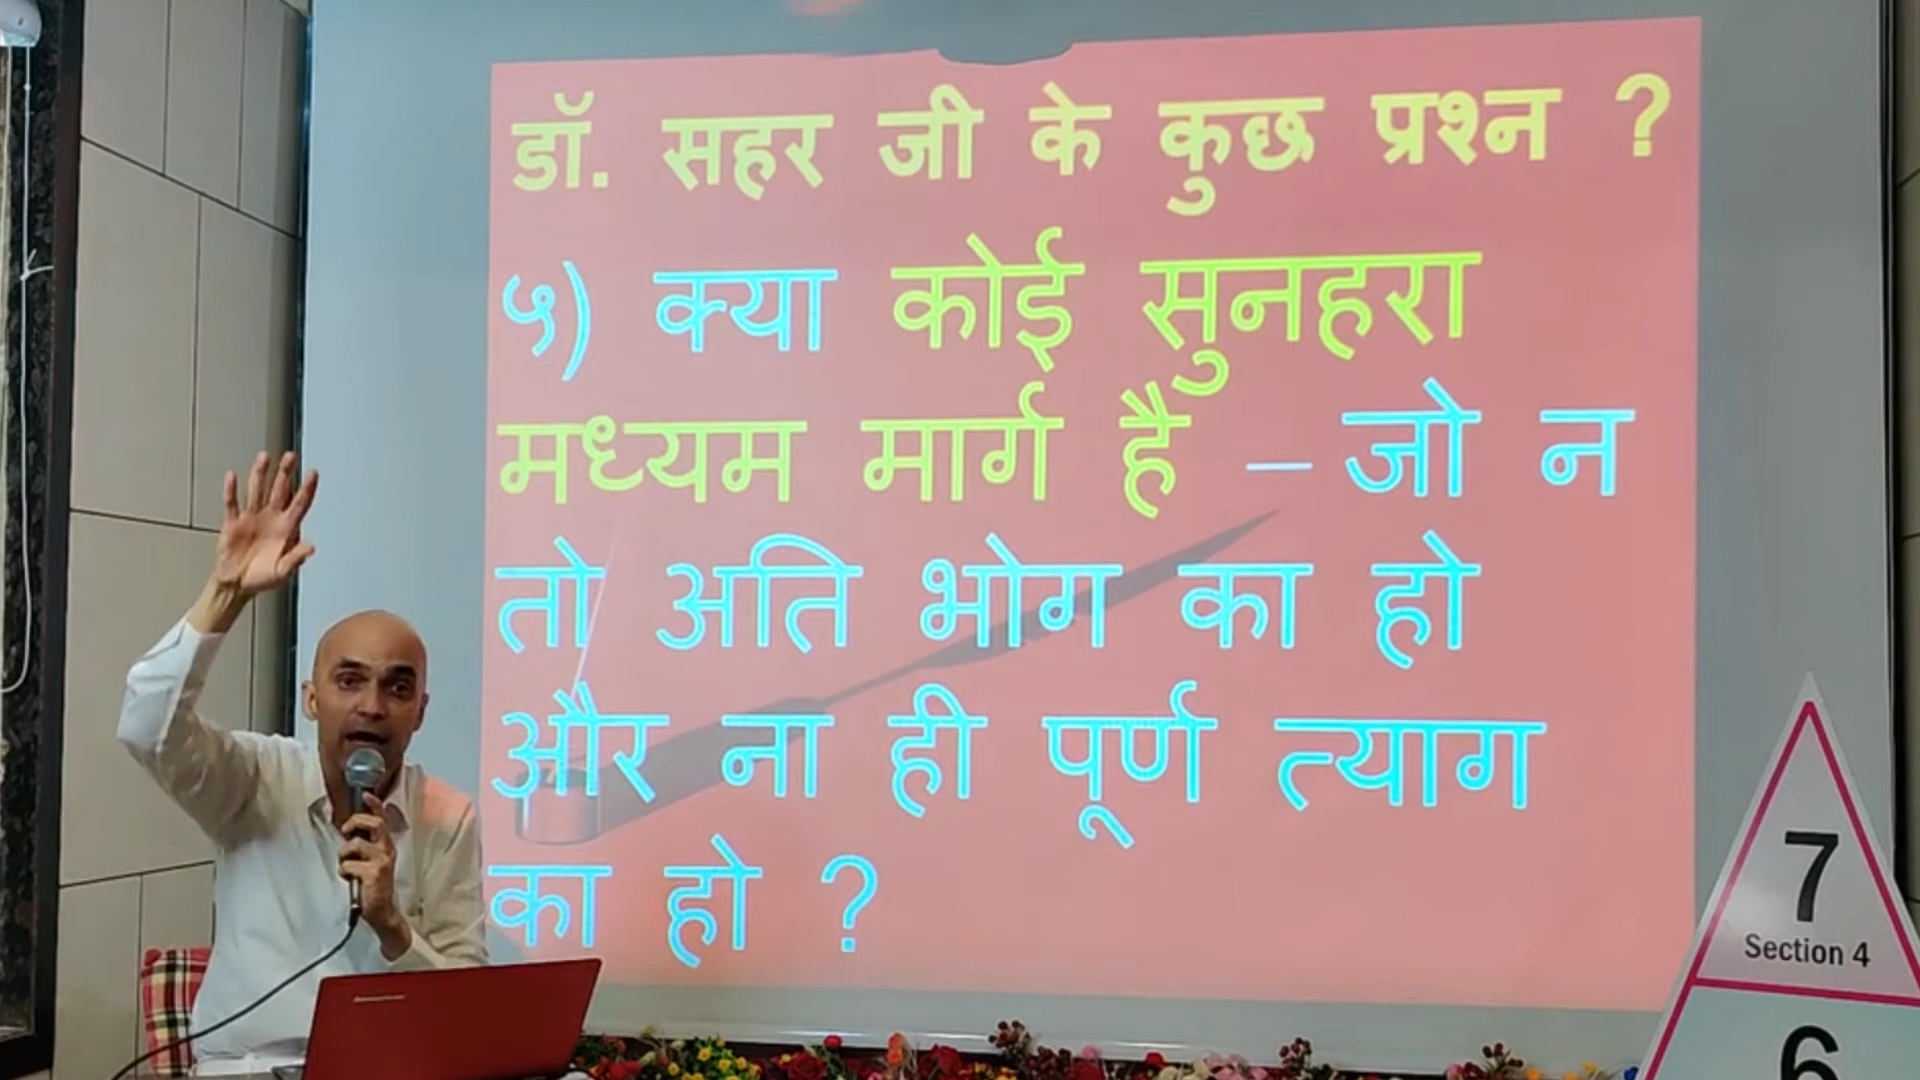 डॉ. सहर जी के कुछ प्रश्न ?
५) क्या कोई सुनहरा
मध्यम मार्ग है – जो न
तो अति भोग का हो
और ना ही पूर्ण त्याग
का हो ?
7
Section 4
6